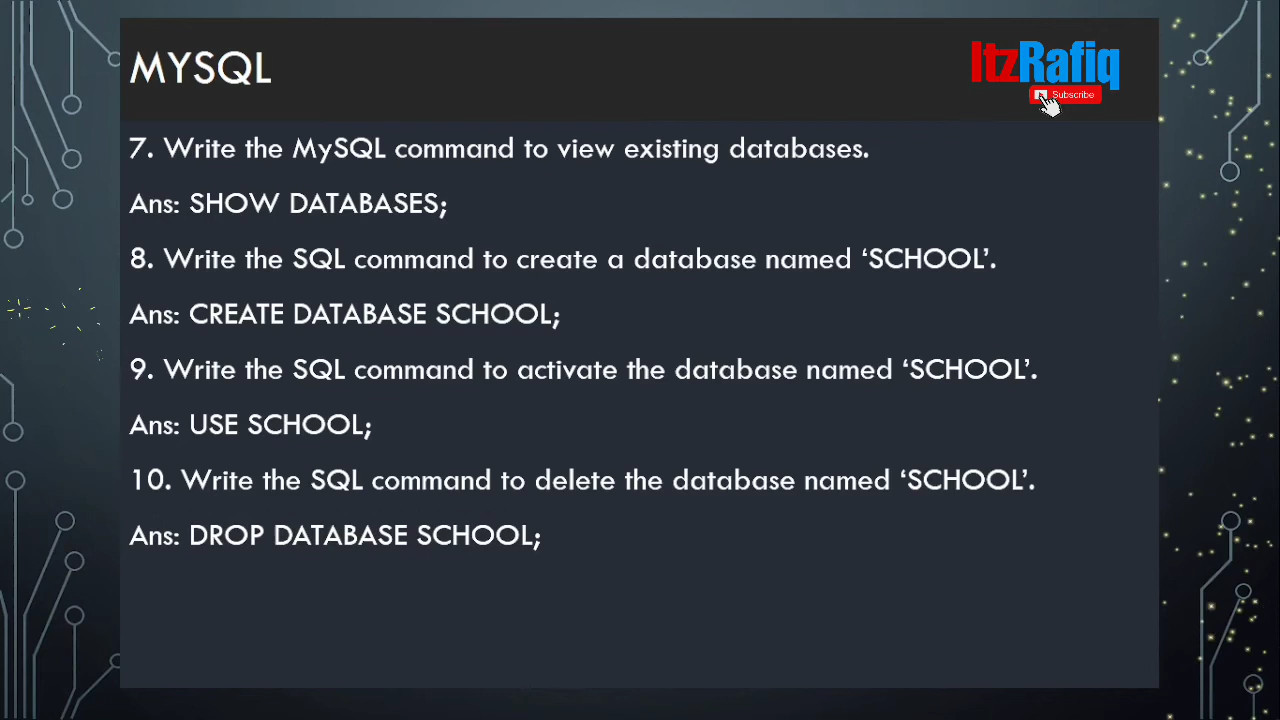 MYSQL
ItzRafiq
Subscribe
7. Write the MySQL command to view existing databases.
Ans: SHOW DATABASES;
8. Write the SQL command to create a database named ‘SCHOOL’.
Ans: CREATE DATABASE SCHOOL;
9. Write the SQL command to activate the database named ‘SCHOOL’.
Ans: USE SCHOOL;
10. Write the SQL command to delete the database named ‘SCHOOL’.
Ans: DROP DATABASE SCHOOL;